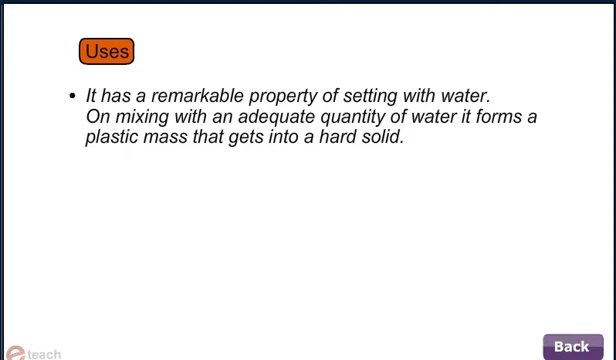 Uses
• It has a remarkable property of setting with water.
On mixing with an adequate quantity of water it forms a
plastic mass that gets into a hard solid.
e teach
Back